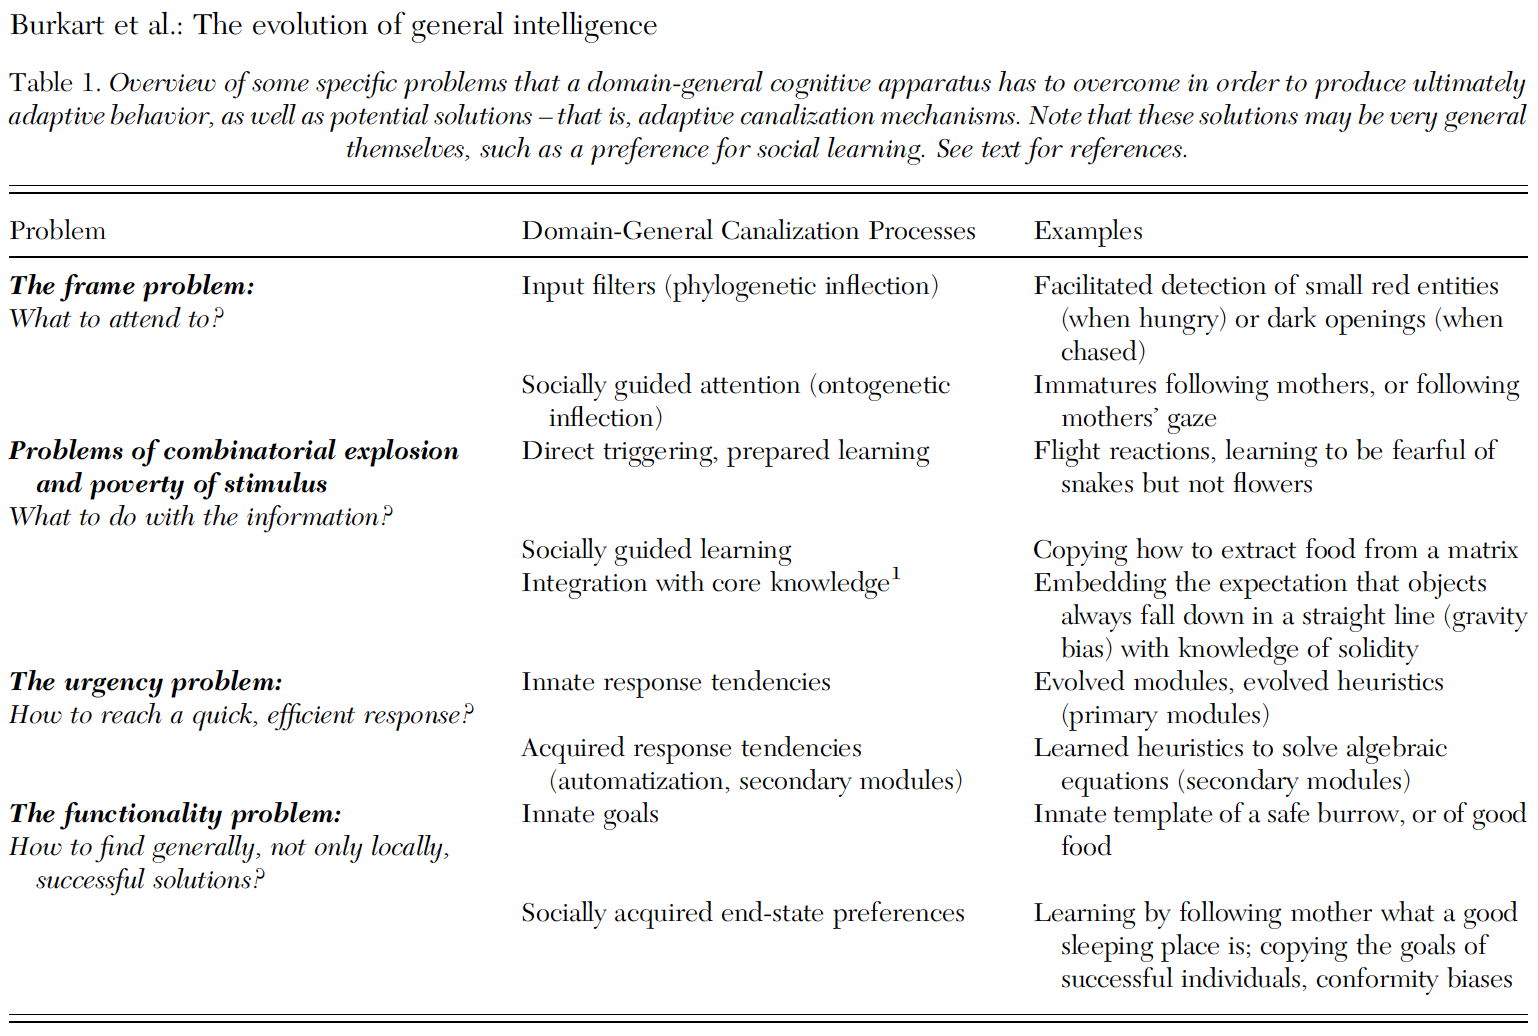 Burkart et al.: The evolution of general intelligence
Table 1. Overview of some specific problems that a domain-general cognitive apparatus has to overcome in order to produce ultimately
adaptive behavior, as well as potential solutions – that is, adaptive canalization mechanisms. Note that these solutions may be very general
themselves, such as a preference for social learning. See text for references.
Problem Domain-General Canalization Processes Examples
The frame problem: Input filters (phylogenetic inflection) Facilitated detection of small red entities
What to attend to? (when hungry) or dark openings (when
chased)
Socially guided attention (ontogenetic Immatures following mothers, or following
inflection) mothers’ gaze
Problems of combinatorial explosion Direct triggering, prepared learning Flight reactions, learning to be fearful of
and poverty of stimulus snakes but not flowers
What to do with the information?
Socially guided learning Copying how to extract food from a matrix
Integration with core knowledge1 Embedding the expectation that objects
always fall down in a straight line (gravity
bias) with knowledge of solidity
The urgency problem: Innate response tendencies Evolved modules, evolved heuristics
How to reach a quick, efficient response? (primary modules)
Acquired response tendencies Learned heuristics to solve algebraic
(automatization, secondary modules) equations (secondary modules)
The functionality problem: Innate goals Innate template of a safe burrow, or of good
How to find generally, not only locally, food
successful solutions?
Socially acquired end-state preferences Learning by following mother what a good
sleeping place is; copying the goals of
successful individuals, conformity biases